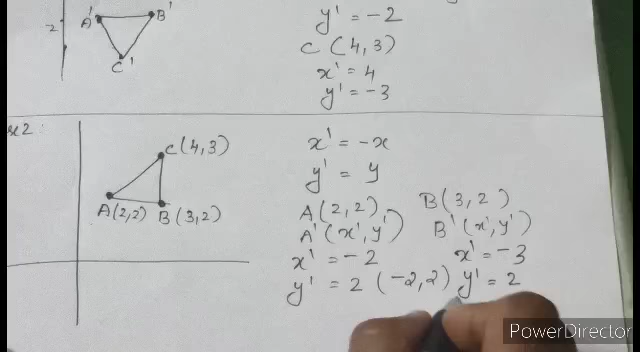 y' = -2
2
A' B'
C (4,3)
C'
x' = 4
y' = -3
x' = -x
C(4,3)
y' = y
A(2,2) B(3,2)
A(2,2) B(3,2)
A'(x',y') B'(x',y')
x' = -2 x' = -3
y' = 2 (-2,2) y' = 2
PowerDirector